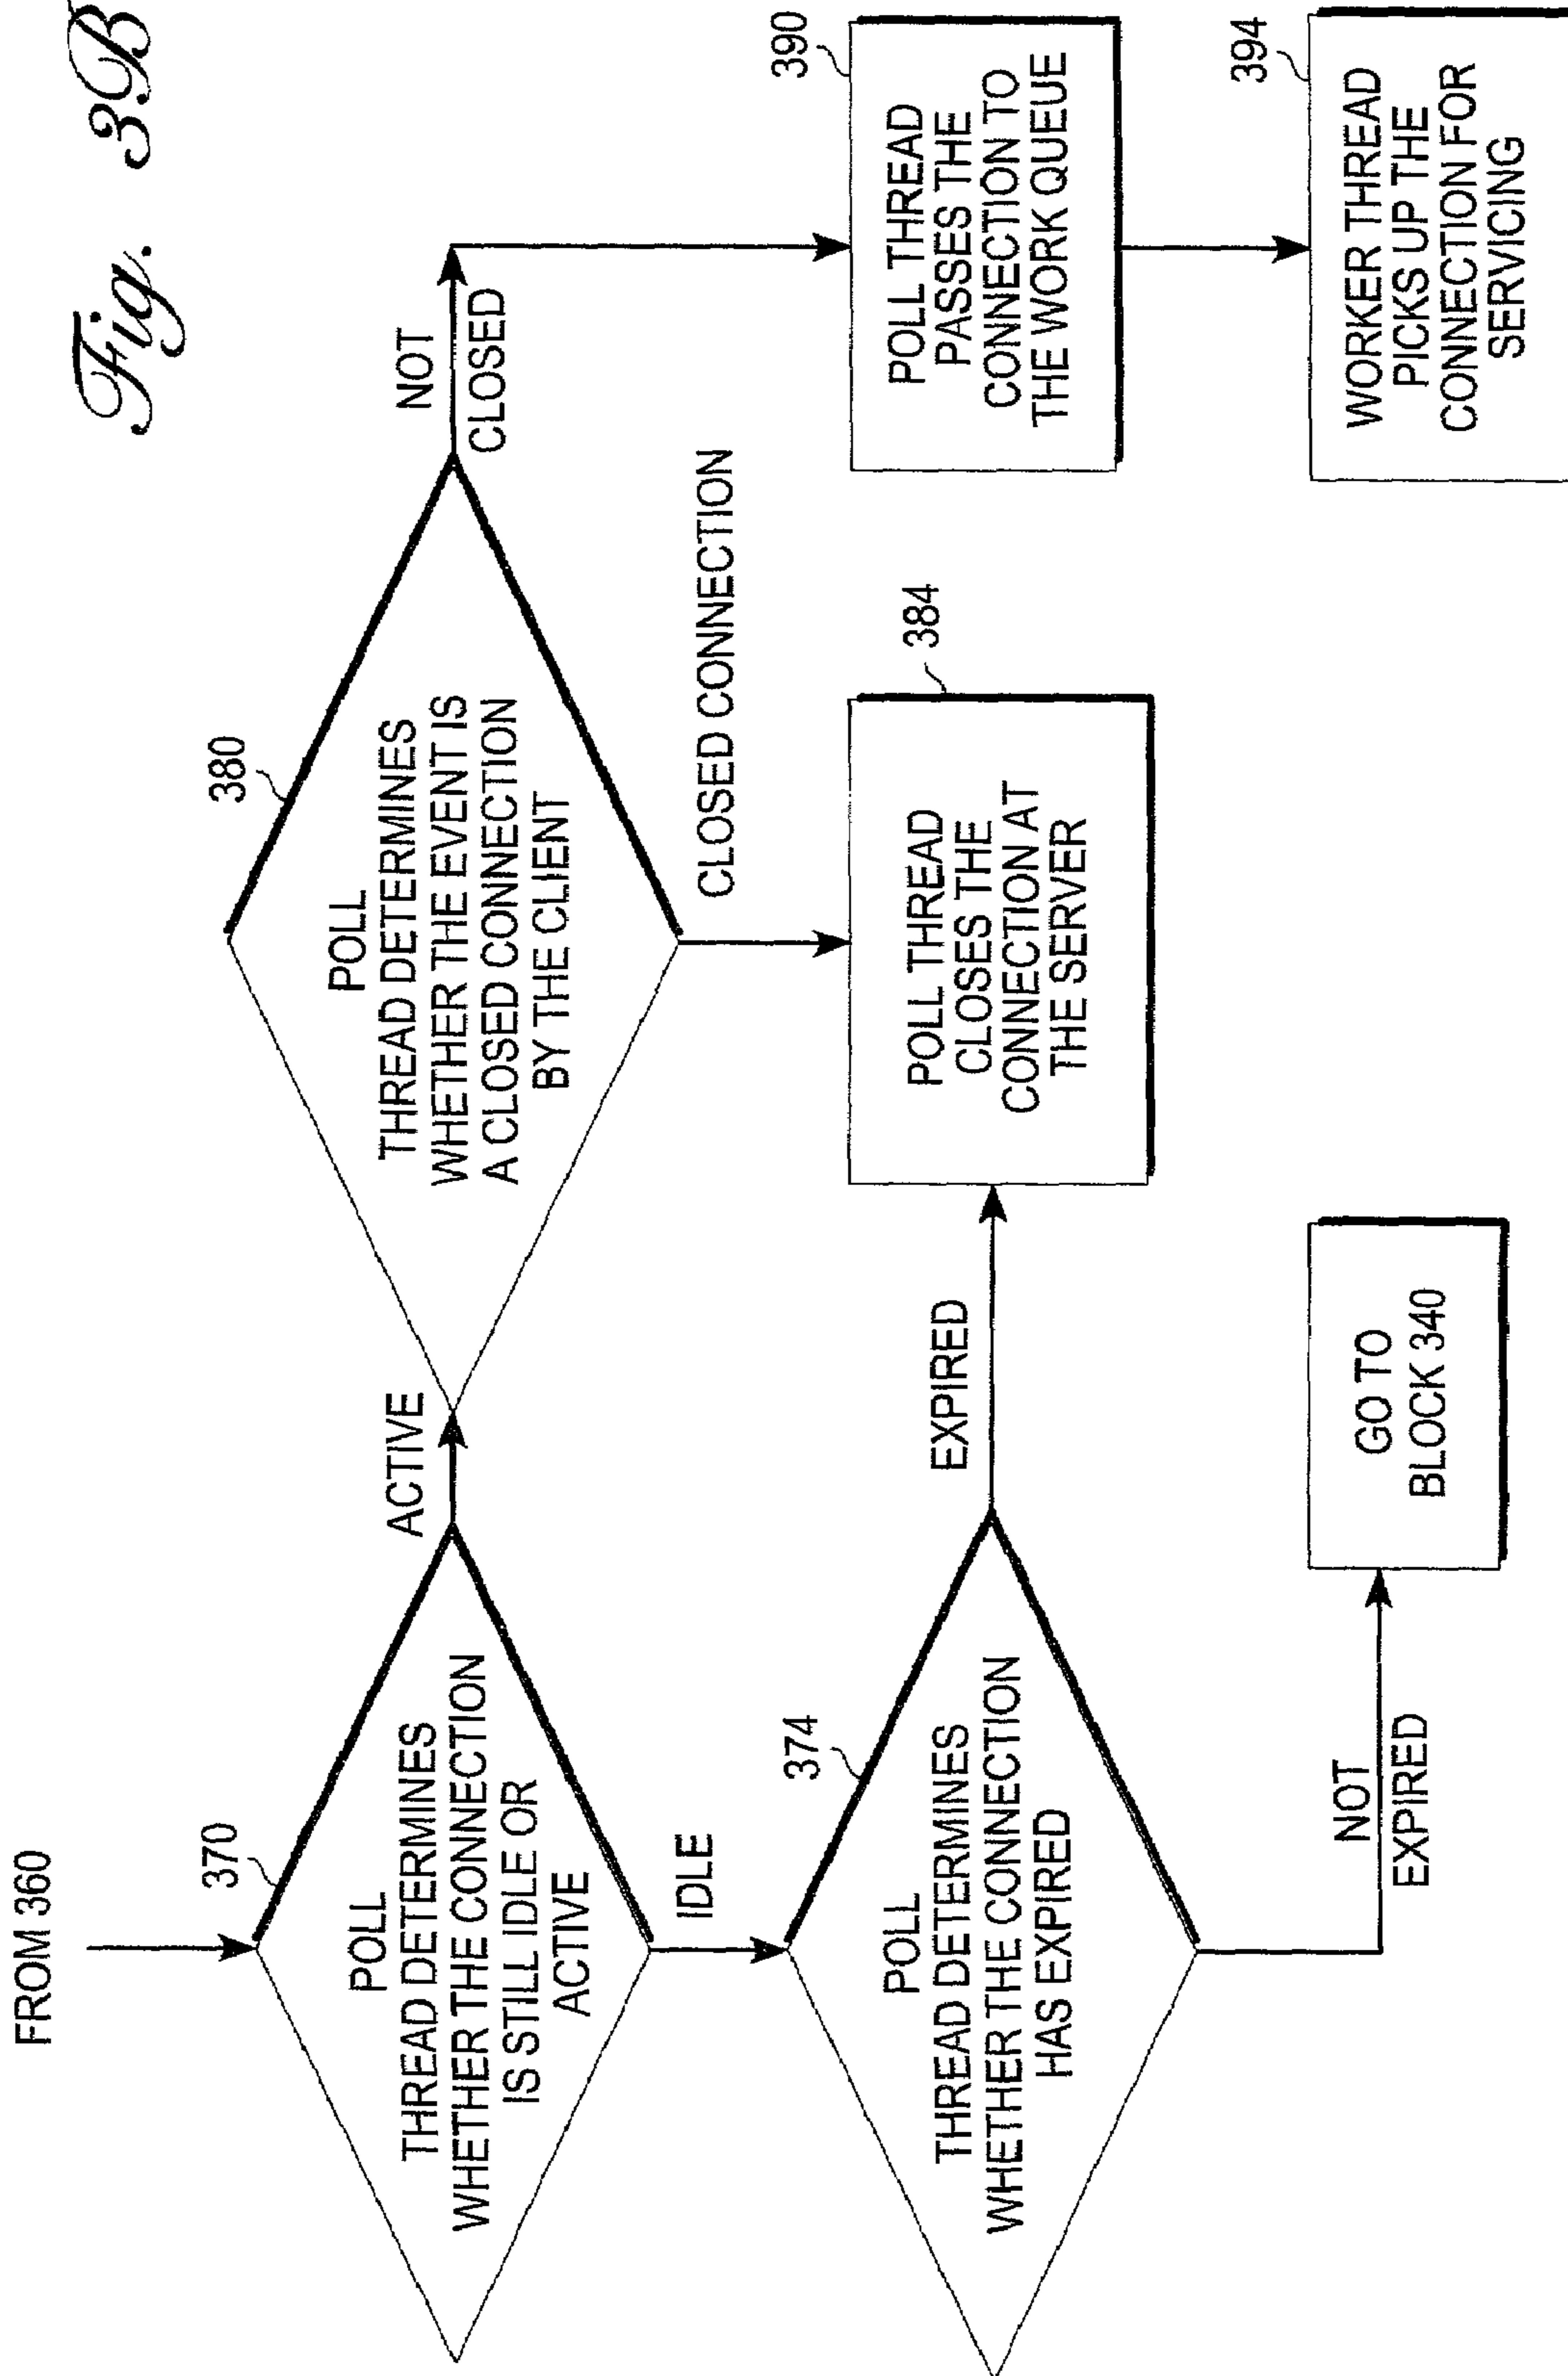 Fig. 3B
FROM 360
370
POLL
THREAD DETERMINES
WHETHER THE CONNECTION
IS STILL IDLE OR
ACTIVE
ACTIVE
IDLE
380
POLL
THREAD DETERMINES
WHETHER THE EVENT IS
A CLOSED CONNECTION
BY THE CLIENT
NOT
CLOSED
CLOSED CONNECTION
374
POLL
THREAD DETERMINES
WHETHER THE CONNECTION
HAS EXPIRED
EXPIRED
NOT
EXPIRED
384
POLL THREAD
CLOSES THE
CONNECTION AT
THE SERVER
390
POLL THREAD
PASSES THE
CONNECTION TO
THE WORK QUEUE
GO TO
BLOCK 340
394
WORKER THREAD
PICKS UP THE
CONNECTION FOR
SERVICING